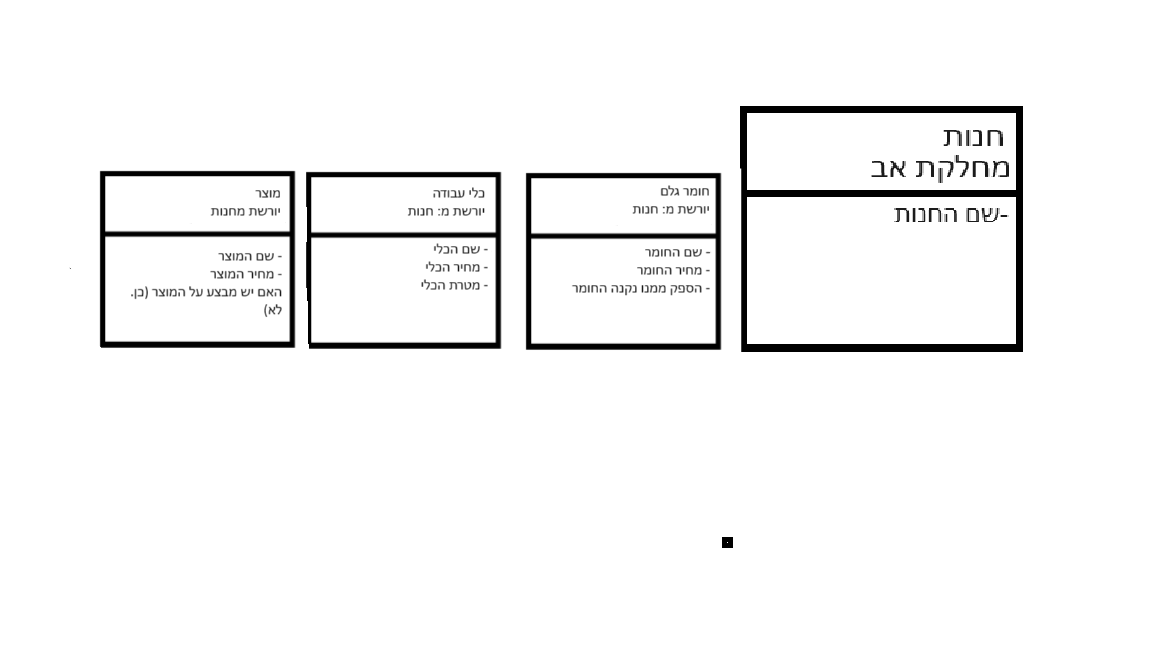 חנות
מחלקת אב
-שם החנות
חומר גלם
יורשת מ: חנות
- שם החומר
- מחיר החומר
- הספק ממנו נקנה החומר
כלי עבודה
יורשת מ: חנות
- שם הכלי
- מחיר הכלי
- מטרת הכלי
מוצר
יורשת מחנות
- שם המוצר
- מחיר המוצר
האם יש מבצע על המוצר (כן.
לא)